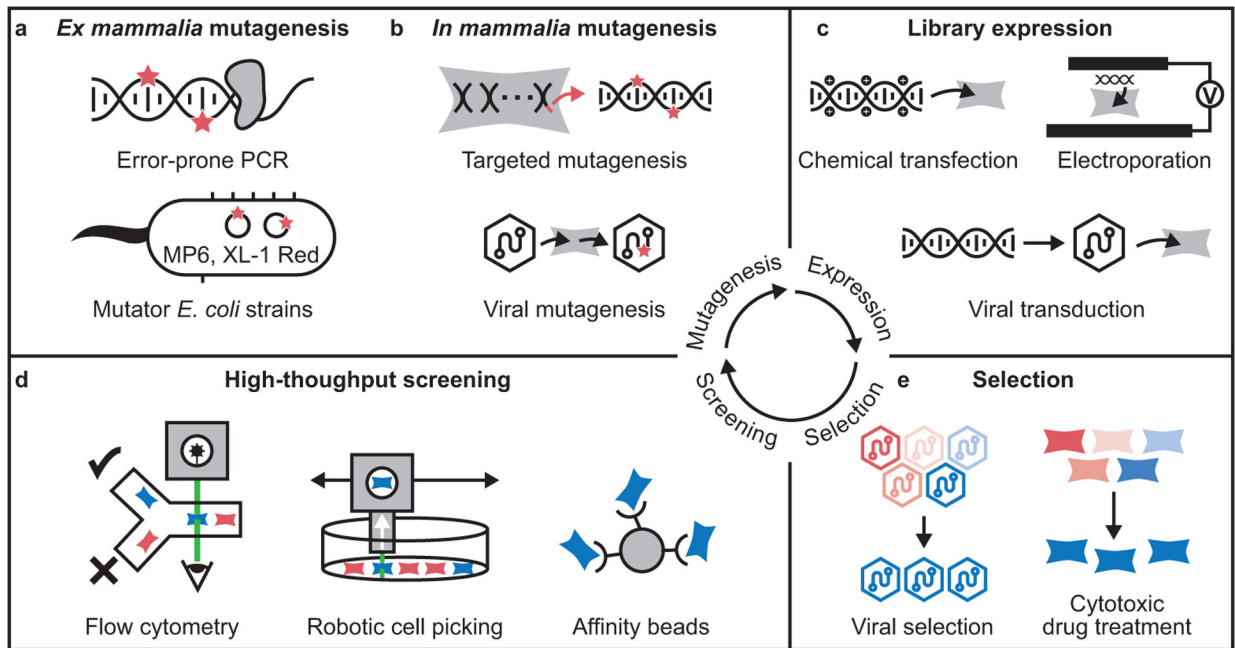 a Ex mammalia mutagenesis
Error-prone PCR
MP6, XL-1 Red
Mutator E. coli strains
b In mammalia mutagenesis
Targeted mutagenesis
Viral mutagenesis
c Library expression
+ + +
+ + +
V
Chemical transfection
Electroporation
Viral transduction
Mutagenesis
Expression
Selection
Screening
d High-thoughput screening
Flow cytometry
Robotic cell picking
Affinity beads
e Selection
Viral selection
Cytotoxic
drug treatment